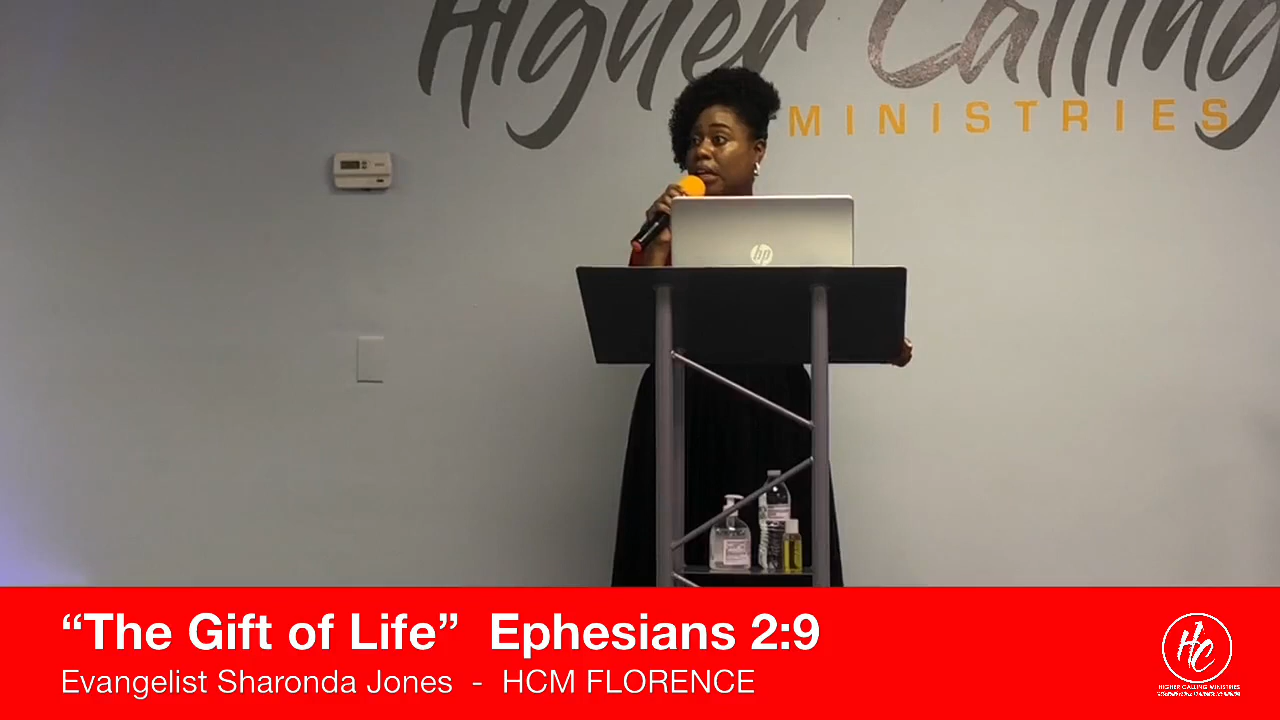 Higher Calling
MINISTRIES
hp
“The Gift of Life” Ephesians 2:9
Evangelist Sharonda Jones - HCM FLORENCE
HC
HIGHER CALLING MINISTRIES